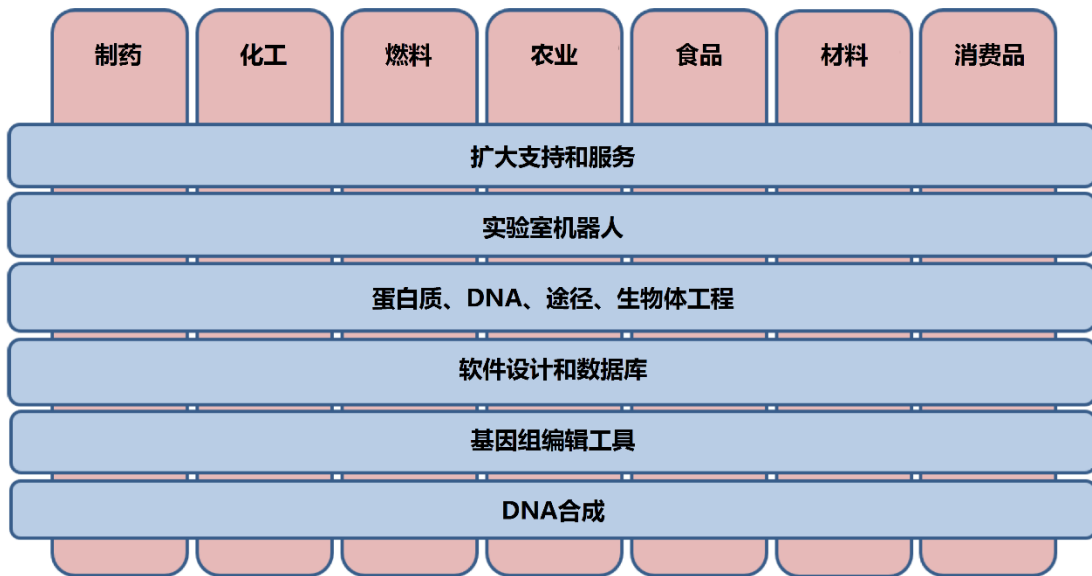 制药 化工 燃料 农业 食品 材料 消费品
扩大支持和服务
实验室机器人
蛋白质、DNA、途径、生物体工程
软件设计和数据库
基因组编辑工具
DNA合成